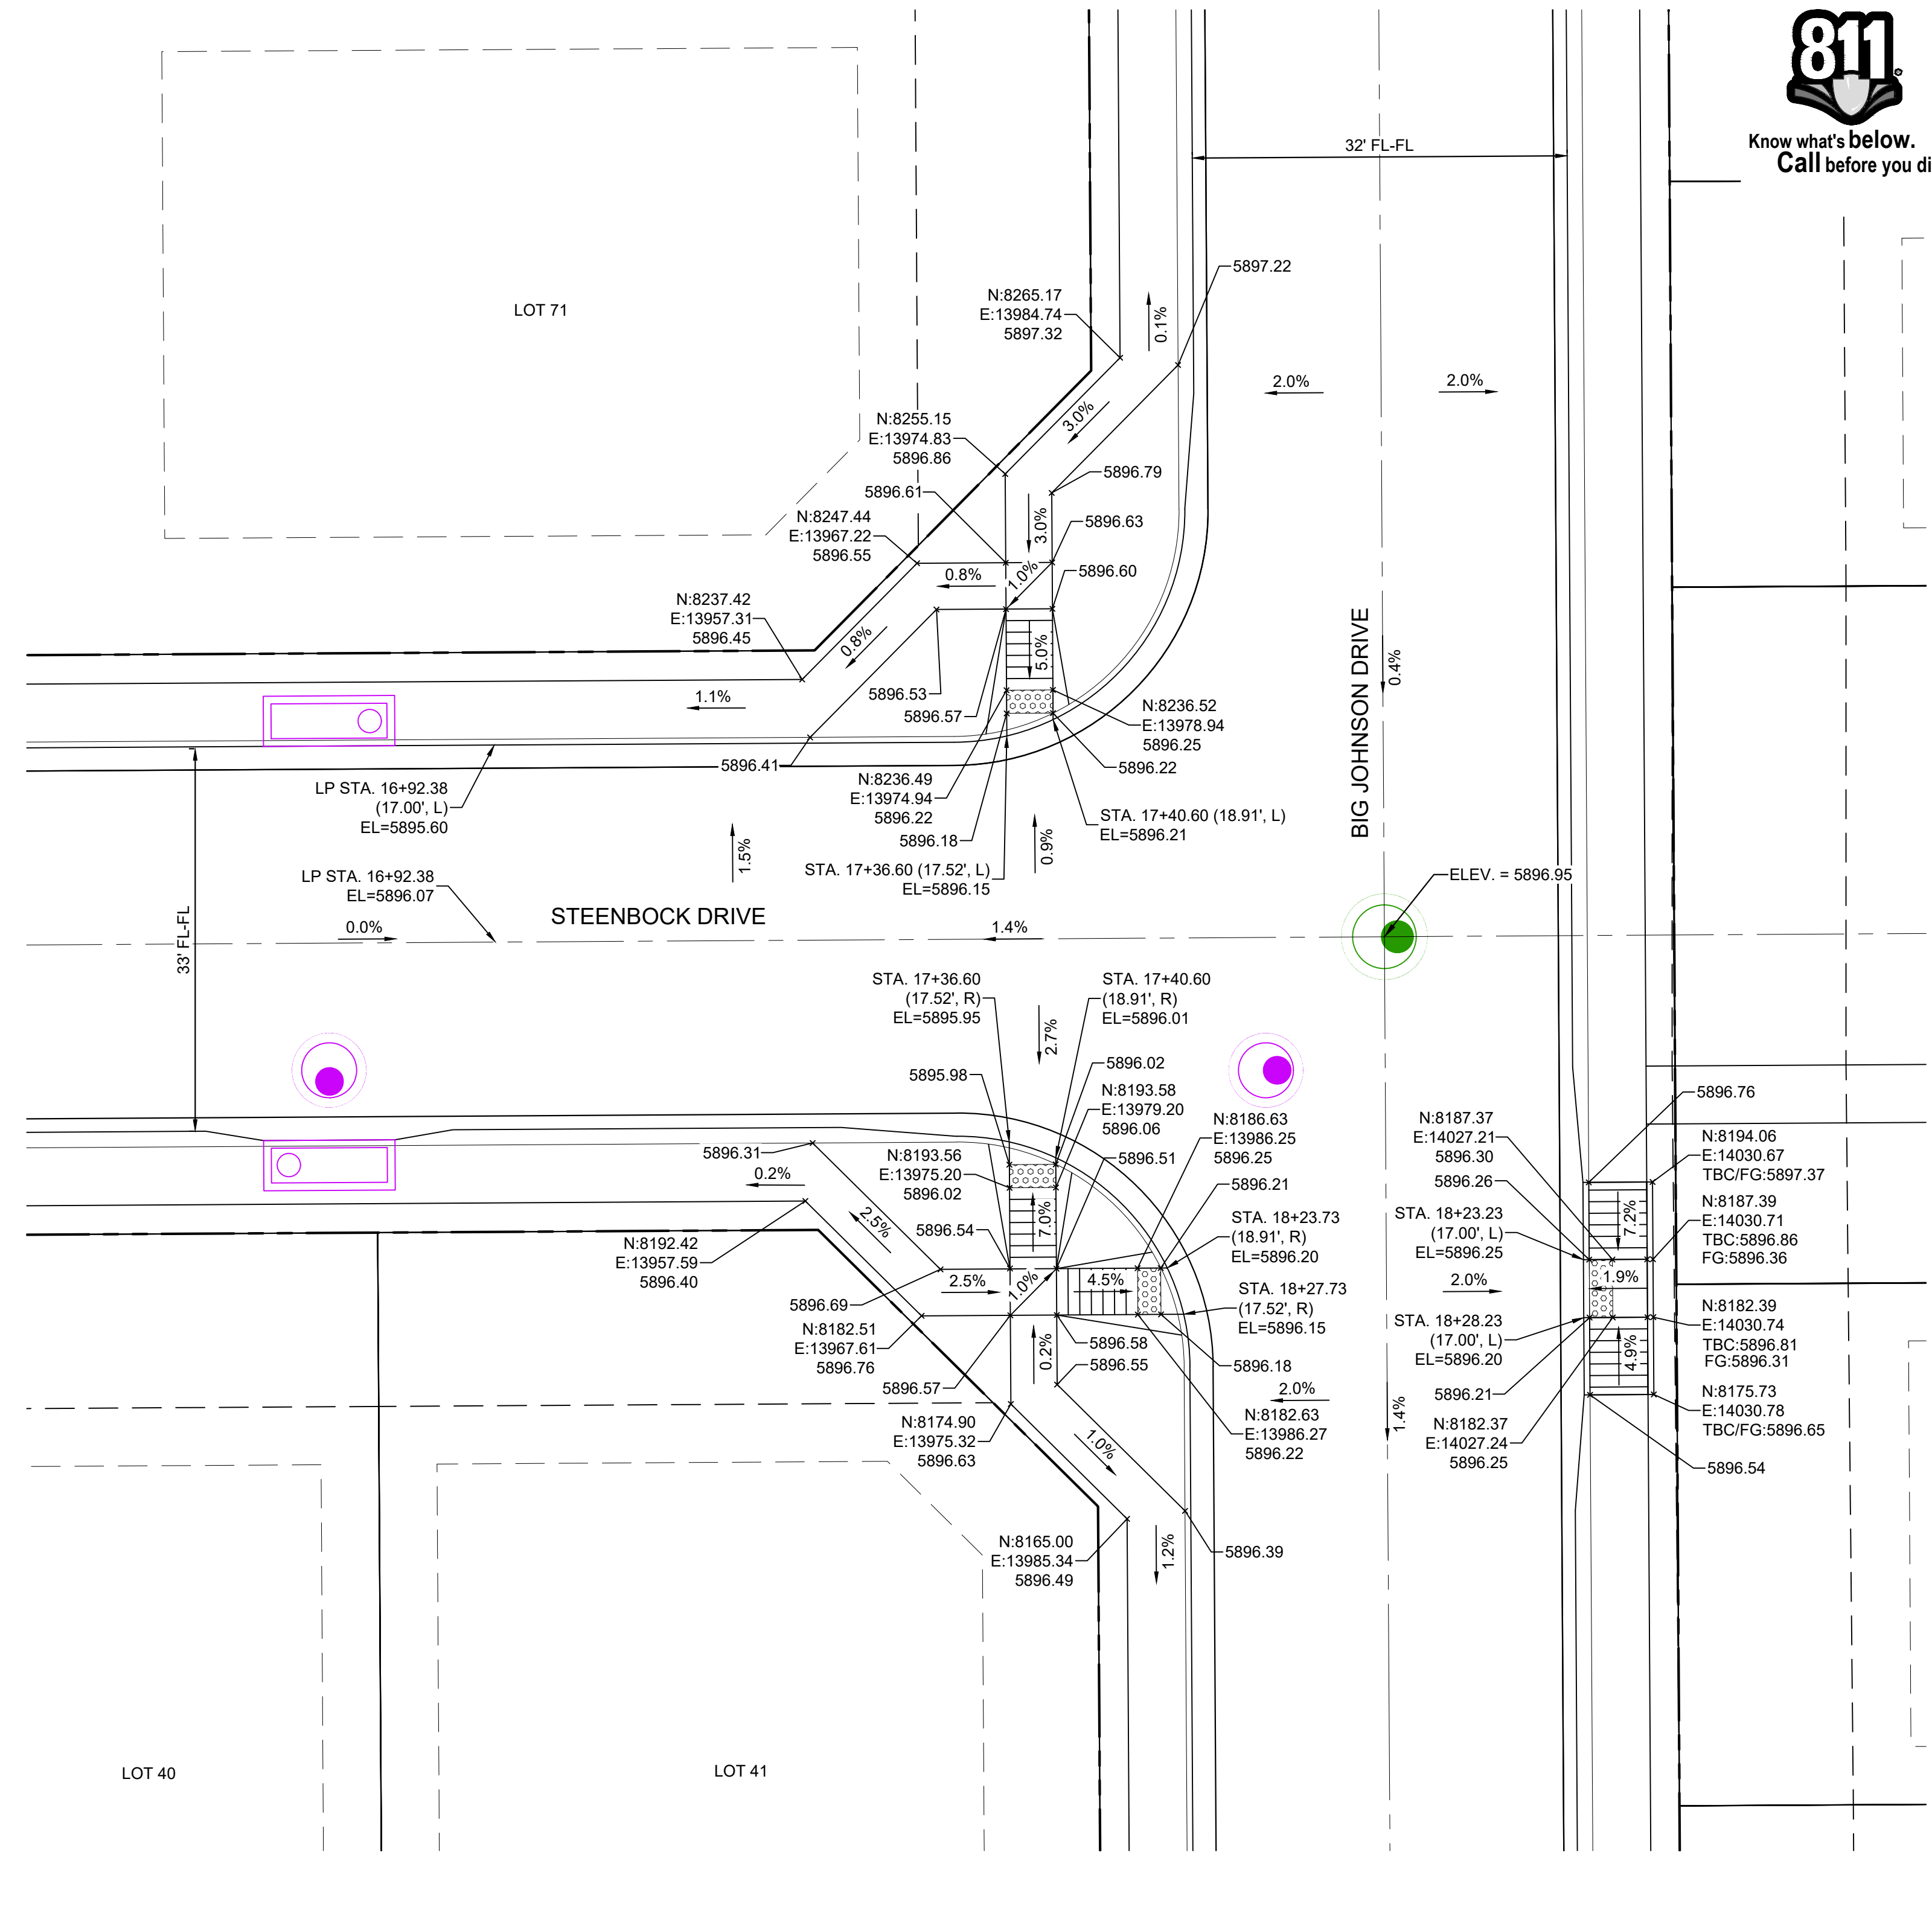 811
Know what's below.
Call before you di
32' FL-FL
5897.22
N:8265.17
E:13984.74
5897.32
LOT 71
0.1%
2.0%
2.0%
3.0%
N:8255.15
E:13974.83
5896.86
5896.79
5896.61
3.0%
5896.63
N:8247.44
E:13967.22
5896.55
0.8%
1.0%
5896.60
N:8237.42
E:13957.31
5896.45
0.8%
5.0%
BIG JOHNSON DRIVE
0.4%
1.1%
5896.53
5896.57
N:8236.52
E:13978.94
5896.25
5896.41
5896.22
N:8236.49
E:13974.94
5896.22
LP STA. 16+92.38
(17.00', L)
EL=5895.60
5896.18
STA. 17+40.60 (18.91', L)
EL=5896.21
1.5%
0.9%
STA. 17+36.60 (17.52', L)
EL=5896.15
LP STA. 16+92.38
EL=5896.07
ELEV. = 5896.95
STEENBOCK DRIVE
0.0%
1.4%
33' FL-FL
STA. 17+36.60
(17.52', R)
EL=5895.95
STA. 17+40.60
(18.91', R)
EL=5896.01
2.7%
5895.98
5896.02
N:8193.58
E:13979.20
5896.06
N:8186.63
E:13986.25
5896.25
N:8187.37
E:14027.21
5896.30
5896.76
N:8194.06
E:14030.67
TBC/FG:5897.37
5896.31
N:8193.56
E:13975.20
5896.02
5896.51
0.2%
5896.21
5896.26
N:8187.39
E:14030.71
TBC:5896.86
FG:5896.36
2.5%
7.0%
5896.54
STA. 18+23.73
(18.91', R)
EL=5896.20
STA. 18+23.23
(17.00', L)
EL=5896.25
7.2%
N:8192.42
E:13957.59
5896.40
2.5%
1.0%
4.5%
2.0%
1.9%
5896.69
STA. 18+27.73
(17.52', R)
EL=5896.15
N:8182.39
E:14030.74
TBC:5896.81
FG:5896.31
N:8182.51
E:13967.61
5896.76
0.2%
5896.58
5896.55
5896.18
STA. 18+28.23
(17.00', L)
EL=5896.20
4.9%
5896.57
2.0%
1.4%
5896.21
N:8175.73
E:14030.78
TBC/FG:5896.65
N:8174.90
E:13975.32
5896.63
1.0%
N:8182.63
E:13986.27
5896.22
N:8182.37
E:14027.24
5896.25
5896.54
N:8165.00
E:13985.34
5896.49
1.2%
5896.39
LOT 40
LOT 41